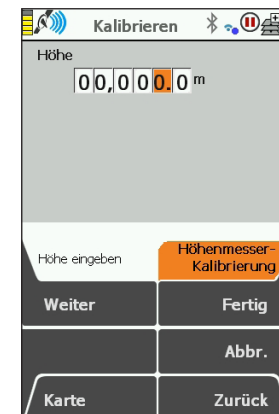 Kalibrieren
Höhe
00,000.0 m
Höhe eingeben
Höhenmesser-
Kalibrierung
Weiter
Fertig
Abbr.
Karte
Zurück